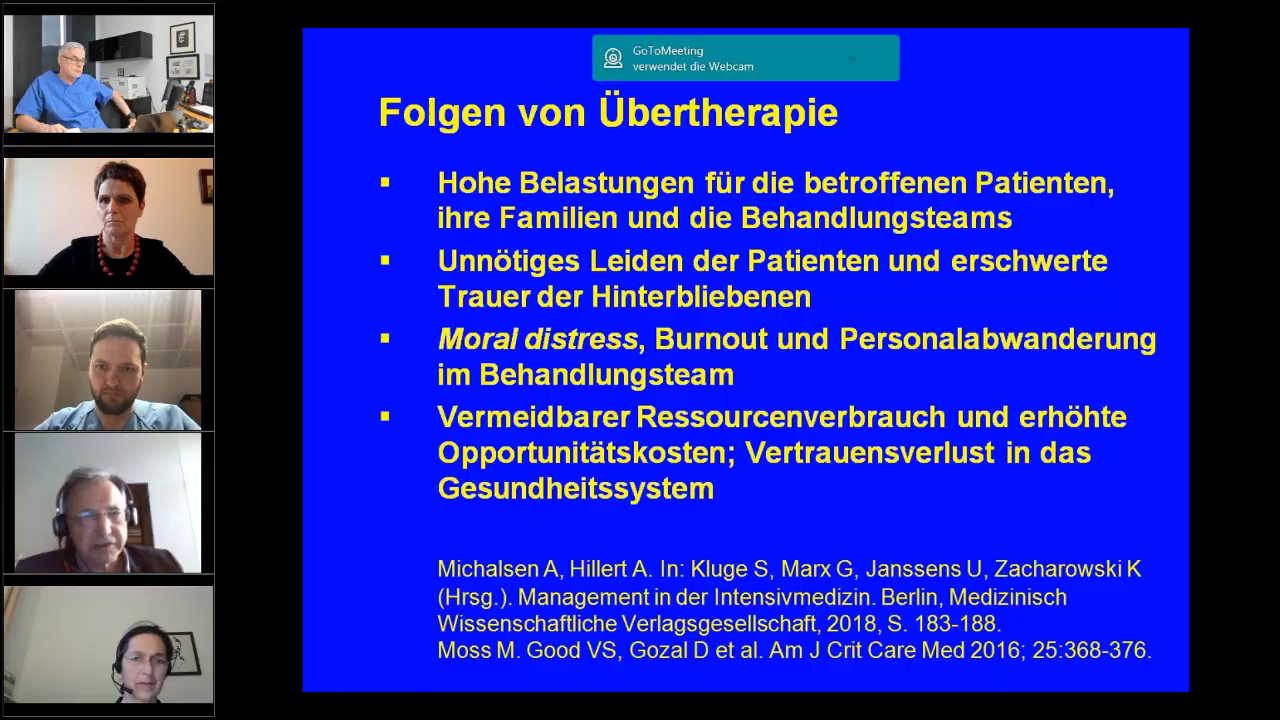 GoToMeeting
verwendet die Webcam
Folgen von Übertherapie
▪ Hohe Belastungen für die betroffenen Patienten,
ihre Familien und die Behandlungsteams
▪ Unnötiges Leiden der Patienten und erschwerte
Trauer der Hinterbliebenen
▪ Moral distress, Burnout und Personalabwanderung
im Behandlungsteam
▪ Vermeidbarer Ressourcenverbrauch und erhöhte
Opportunitätskosten; Vertrauensverlust in das
Gesundheitssystem
Michalsen A, Hillert A. In: Kluge S, Marx G, Janssens U, Zacharowski K
(Hrsg.). Management in der Intensivmedizin. Berlin, Medizinisch
Wissenschaftliche Verlagsgesellschaft, 2018, S. 183-188.
Moss M. Good VS, Gozal D et al. Am J Crit Care Med 2016; 25:368-376.